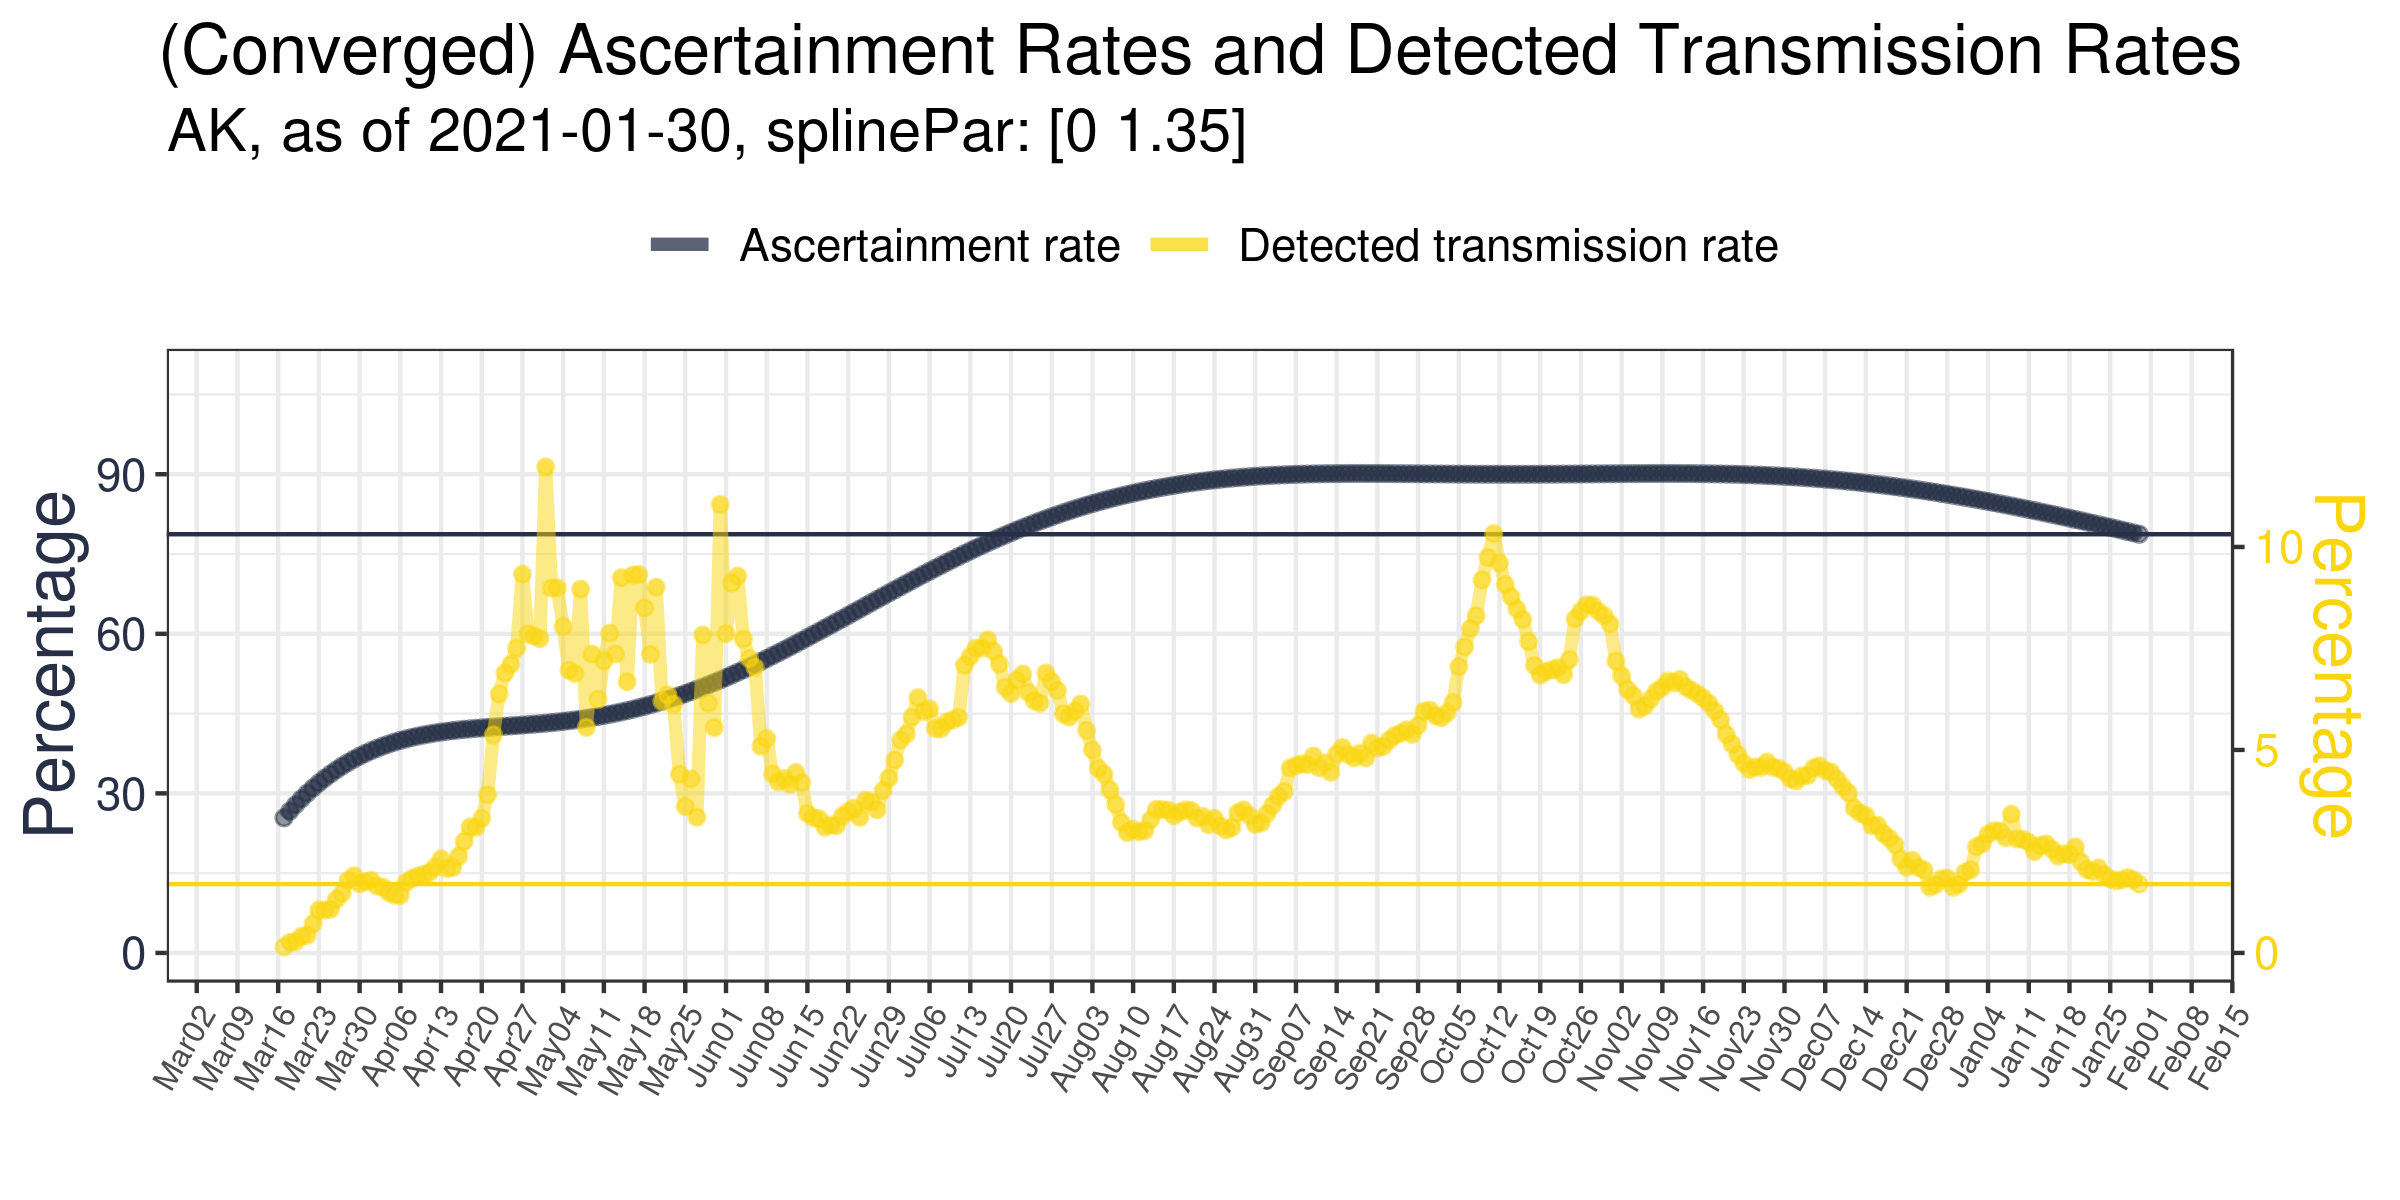 (Converged) Ascertainment Rates and Detected Transmission Rates
AK, as of 2021-01-30, splinePar: [0 1.35]
Ascertainment rate
Detected transmission rate
Percentage
90
60
30
0
10
5
0
Percentage
Mar02
Mar09
Mar16
Mar23
Mar30
Apr06
Apr13
Apr20
Apr27
May04
May11
May18
May25
Jun01
Jun08
Jun15
Jun22
Jun29
Jul06
Jul13
Jul20
Jul27
Aug03
Aug10
Aug17
Aug24
Aug31
Sep07
Sep14
Sep21
Sep28
Oct05
Oct12
Oct19
Oct26
Nov02
Nov09
Nov16
Nov23
Nov30
Dec07
Dec14
Dec21
Dec28
Jan04
Jan11
Jan18
Jan25
Feb01
Feb08
Feb15